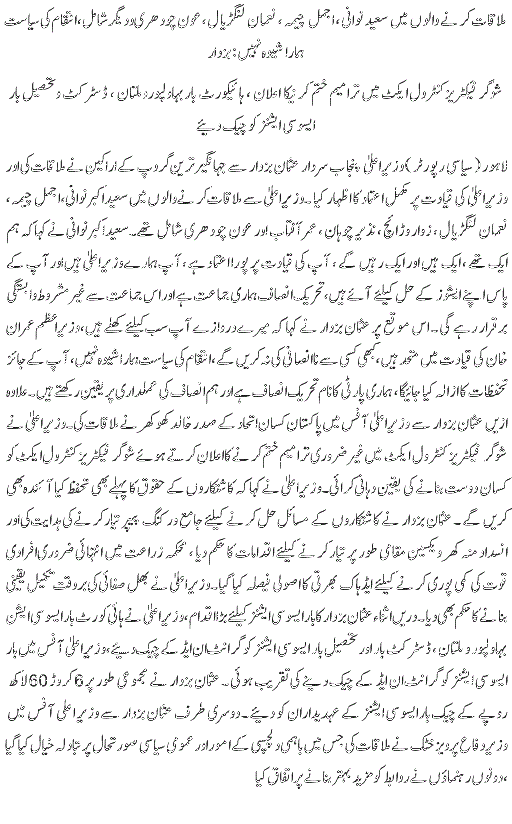 ملاقات کرنے والوں میں سعید نوانی، اجمل چیمہ، نعمان لنگڑیال، عون چودھری ودیگر شامل، انتقام کی سیاست
ہمارا شیوہ نہیں: بزدار
شوگر فیکٹریز کنٹرول ایکٹ میں ترامیم ختم کرنیکا اعلان، ہائیکورٹ بار بہاولپور وملتان، ڈسٹرکٹ وتحصیل بار
ایسوسی ایشنز کو چیک دیئے
لاہور (سیاسی رپورٹر) وزیراعلیٰ پنجاب سردار عثمان بزدار سے جہانگیر ترین گروپ کے اراکین نے ملاقات کی اور
وزیراعلیٰ کی قیادت پر مکمل اعتماد کا اظہار کیا۔ وزیراعلیٰ سے ملاقات کرنے والوں میں سعید اکبر نوانی، اجمل چیمہ،
نعمان لنگڑیال، زوار وڑائچ، نذیر چوہان، عمر آفتاب اور عون چودھری شامل تھے۔ سعید اکبر نوانی نے کہا کہ ہم
ایک تھے، ایک ہیں اور ایک رہیں گے، آپ کی قیادت پر پورا اعتماد ہے، آپ ہمارے وزیراعلیٰ ہیں اور آپ کے
پاس اپنے ایشوز کے حل کیلئے آئے ہیں، تحریک انصاف ہماری جماعت ہے اور اس جماعت سے غیر مشروط وابستگی
برقرار رہے گی۔ اس موقع پر عثمان بزدار نے کہا کہ میرے دروازے آپ سب کیلئے کھلے ہیں، وزیراعظم عمران
خان کی قیادت میں متحد ہیں، کبھی کسی سے ناانصافی کی نہ کریں گے، انتقام کی سیاست ہمارا شیوہ نہیں، آپ کے جائز
تحفظات کا ازالہ کیا جائیگا، ہماری پارٹی کا نام تحریک انصاف ہے اور ہم انصاف کی عملداری پر یقین رکھتے ہیں۔ علاوہ
ازیں عثمان بزدار سے وزیراعلیٰ آفس میں پاکستان کسان اتحاد کے صدر خالد کھوکھر نے ملاقات کی۔ وزیراعلیٰ نے
شوگر فیکٹریز کنٹرول ایکٹ میں غیر ضروری ترامیم ختم کرنے کا اعلان کرتے ہوئے شوگر فیکٹریز کنٹرول ایکٹ کو
کسان دوست بنانے کی یقین دہانی کرائی۔ وزیراعلیٰ نے کہا کہ کاشتکاروں کے حقوق کا پہلے بھی تحفظ کیا آئندہ بھی
کریں گے۔ عثمان بزدار نے کاشتکاروں کے مسائل حل کرنے کیلئے جامع ورکنگ پیپر تیار کرنے کی ہدایت کی اور
انسداد منہ کھر ویکسین مقامی طور پر تیار کرنے کیلئے اقدامات کا حکم دیا، محکمہ زراعت میں انتہائی ضروری افرادی
قوت کی کمی پوری کرنے کیلئے ایڈہاک بھرتی کا اصولی فیصلہ کیا گیا۔ وزیراعلیٰ نے بھل صفائی کی بروقت تکمیل یقینی
بنانے کا حکم بھی دیا۔ دریں اثناء عثمان بزدار کا بار ایسوسی ایشنز کیلئے بڑا اقدام، وزیراعلیٰ نے ہائی کورٹ بار ایسوسی ایشن
بہاولپور و ملتان، ڈسٹرکٹ بار اور تحصیل بار ایسوسی ایشنز کو گرانٹ ان ایڈ کے چیک دیئے، وزیراعلیٰ آفس میں بار
ایسوسی ایشنز کو گرانٹ ان ایڈ کے چیک دینے کی تقریب ہوئی۔ عثمان بزدار نے مجموعی طور پر 6 کروڑ 60 لاکھ
روپے کے چیک بار ایسوسی ایشنز کے عہدیداران کو دیئے۔ دوسری طرف عثمان بزدار سے وزیراعلیٰ آفس میں
وزیر دفاع پرویز خٹک نے ملاقات کی جس میں باہمی دلچسپی کے امور اور عمومی سیاسی صورتحال پر تبادلہ خیال کیا گیا
، دونوں رہنماؤں نے روابط کو مزید بہتر بنانے پر اتفاق کیا